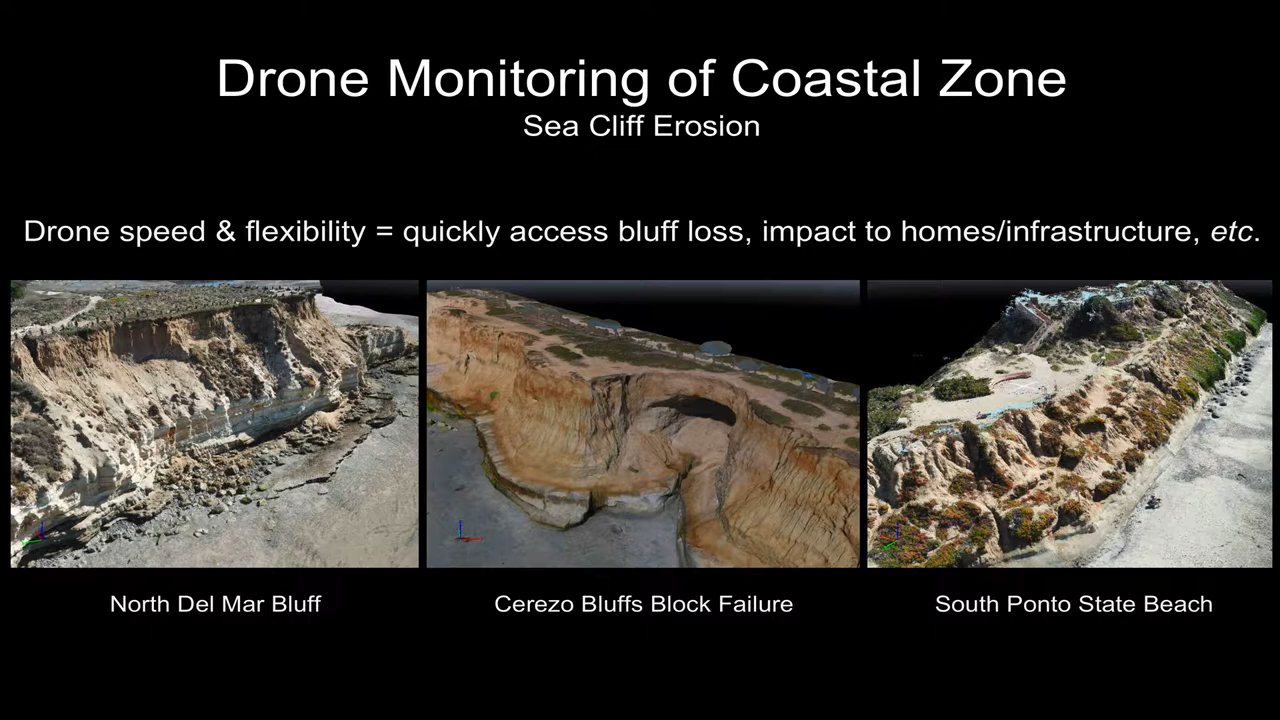 Drone Monitoring of Coastal Zone
Sea Cliff Erosion
Drone speed & flexibility = quickly access bluff loss, impact to homes/infrastructure, etc.
North Del Mar Bluff
Cerezo Bluffs Block Failure
South Ponto State Beach